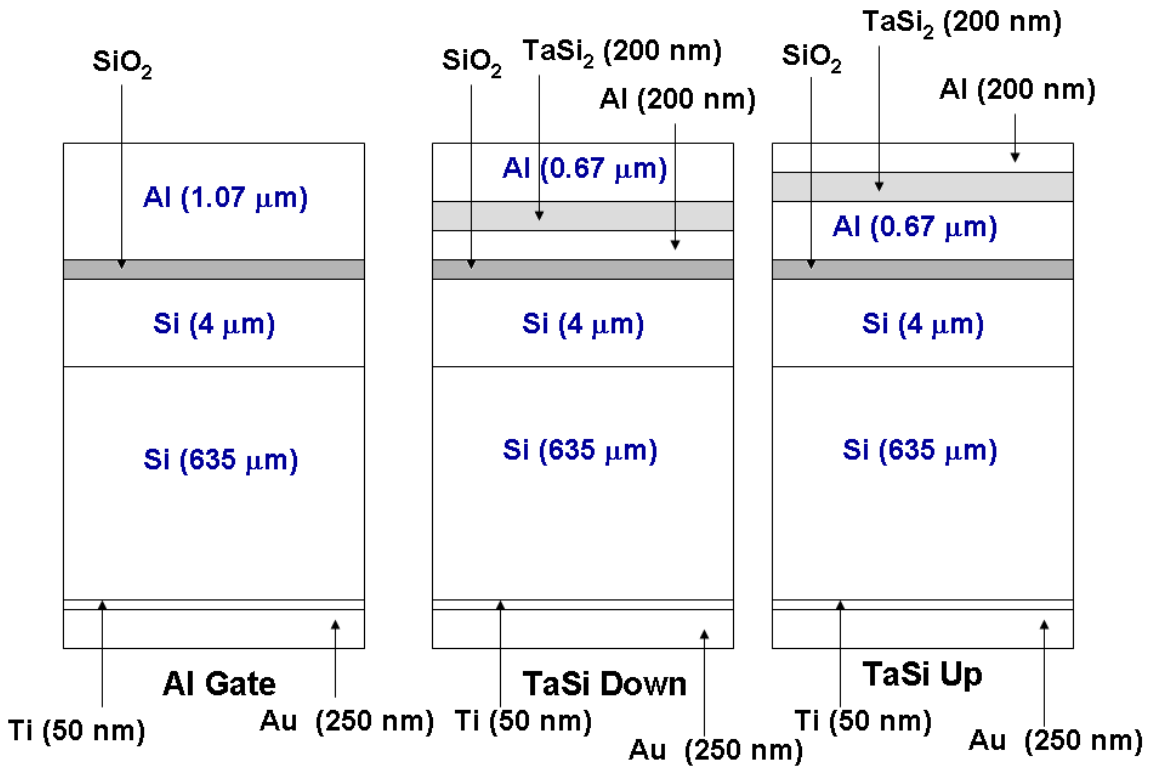 TaSi₂ (200 nm)
SiO₂
SiO₂
TaSi₂ (200 nm)
SiO₂
Al (200 nm)
Al (200 nm)
Al (1.07 μm)
Al (0.67 μm)
Al (0.67 μm)
Si (4 μm)
Si (4 μm)
Si (4 μm)
Si (635 μm)
Si (635 μm)
Si (635 μm)
Al Gate
TaSi Down
TaSi Up
Ti (50 nm)
Au (250 nm)
Ti (50 nm)
Au (250 nm)
Ti (50 nm)
Au (250 nm)